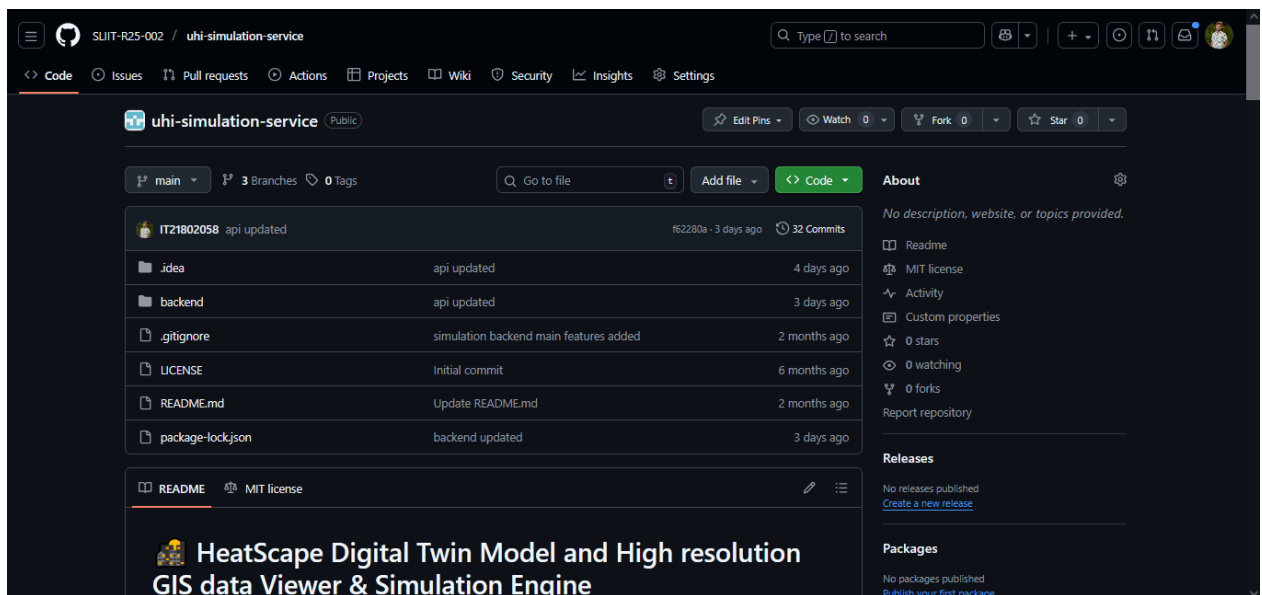 SLIIT-R25-002 / uhi-simulation-service Type / to search
Code Issues Pull requests Actions Projects Wiki Security Insights Settings
uhi-simulation-service Public Edit Pins Watch 0 Fork 0 Star 0
main 3 Branches 0 Tags Go to file t Add file Code
IT21802058 api updated f62280a · 3 days ago 32 Commits
.idea api updated 4 days ago
backend api updated 3 days ago
.gitignore simulation backend main features added 2 months ago
LICENSE Initial commit 6 months ago
README.md Update README.md 2 months ago
package-lock.json backend updated 3 days ago
README MIT license
HeatScape Digital Twin Model and High resolution
GIS data Viewer & Simulation Engine
About
No description, website, or topics provided.
Readme
MIT license
Activity
Custom properties
0 stars
0 watching
0 forks
Report repository
Releases
No releases published
Create a new release
Packages
No packages published
Publish your first package